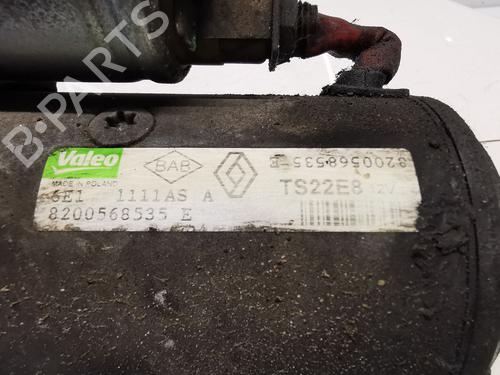 B-PARTS
Valeo
MADE IN POLAND
BAB
8200568535 E
TS22E8 12V
6E1 1111AS A
8200568535 E